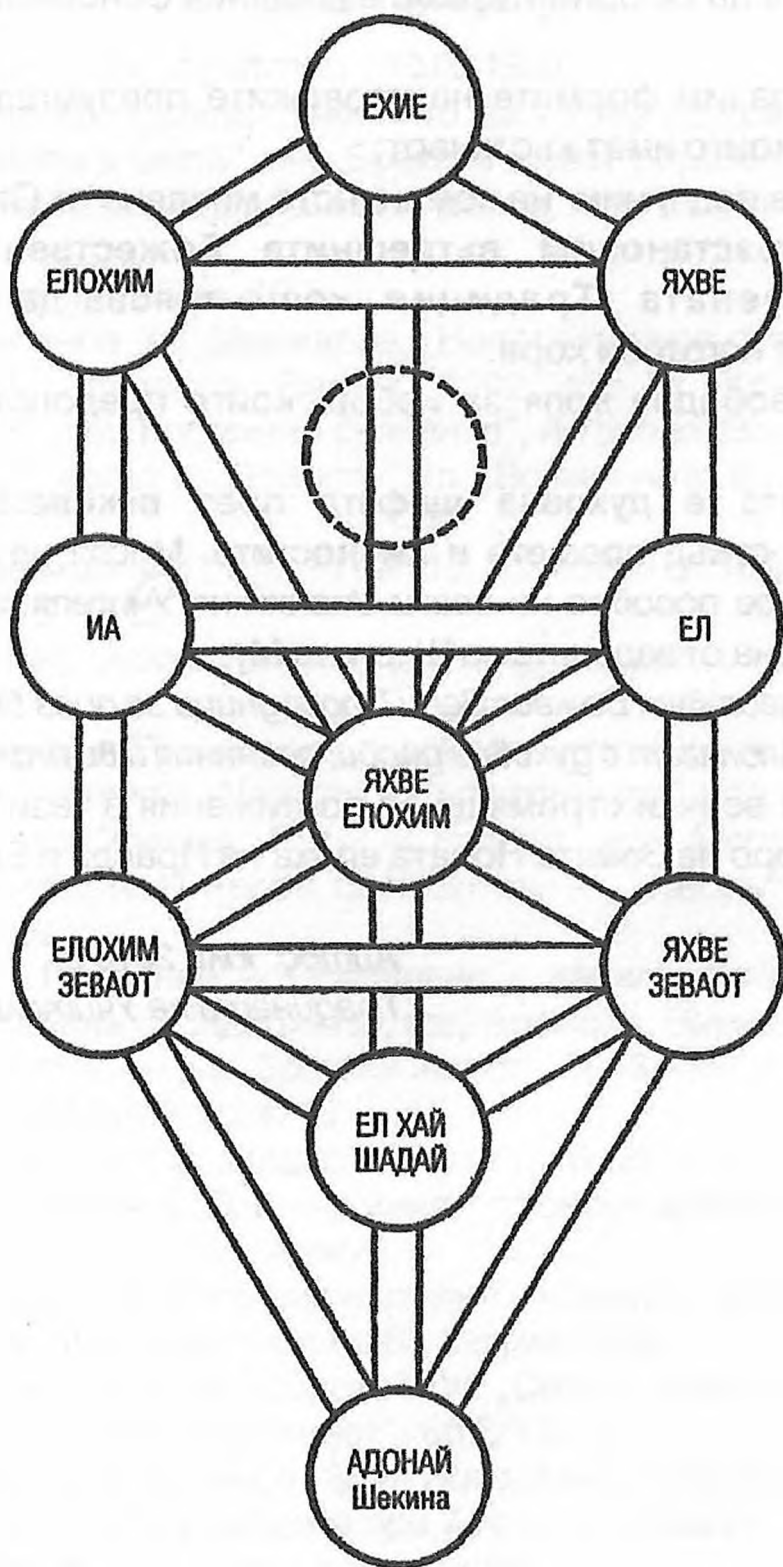 ЕХИЕ
ЕЛОХИМ
ЯХВЕ
ИА
ЕЛ
ЯХВЕ
ЕЛОХИМ
ЕЛОХИМ
ЗЕВАОТ
ЯХВЕ
ЗЕВАОТ
ЕЛ ХАЙ
ШАДАЙ
АДОНАЙ
Шекина